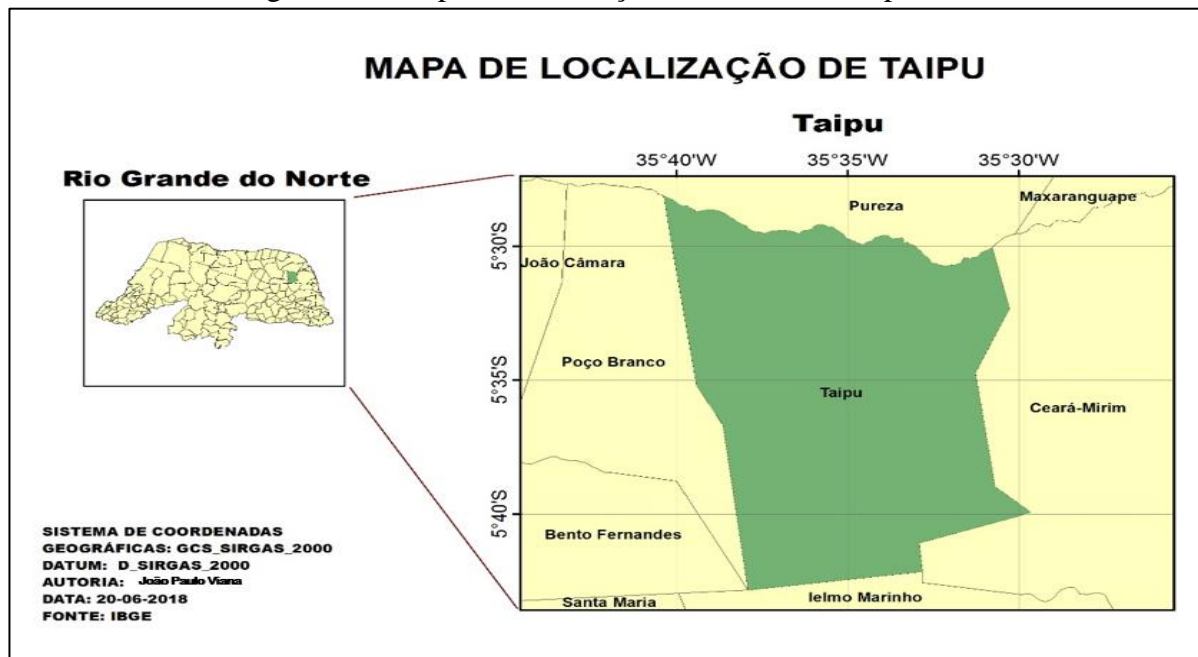 MAPA DE LOCALIZAÇÃO DE TAIPU
Taipu
35°40'W 35°35'W 35°30'W
Rio Grande do Norte
Pureza
Maxaranguape
5°30'S
João Câmara
Poço Branco
5°35'S
Taipu
Ceará-Mirim
5°40'S
Bento Fernandes
Santa Maria
Ielmo Marinho
SISTEMA DE COORDENADAS
GEOGRÁFICAS: GCS_SIRGAS_2000
DATUM: D_SIRGAS_2000
AUTORIA: João Paulo Viana
DATA: 20-06-2018
FONTE: IBGE